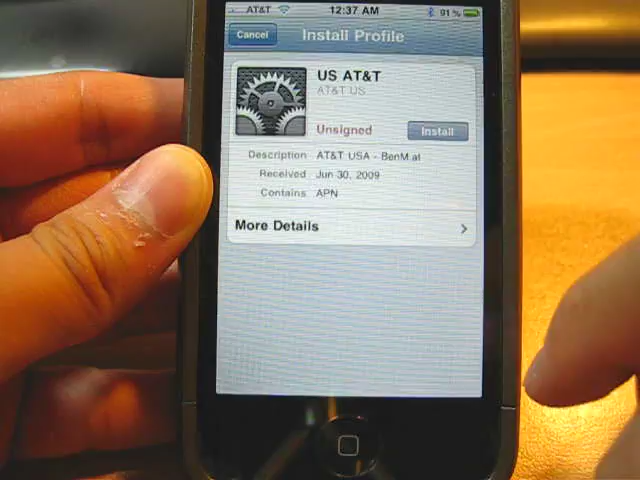 AT&T 12:37 AM 91 %
Cancel Install Profile
US AT&T
AT&T US
Unsigned Install
Description AT&T USA - BenM.at
Received Jun 30, 2009
Contains APN
More Details